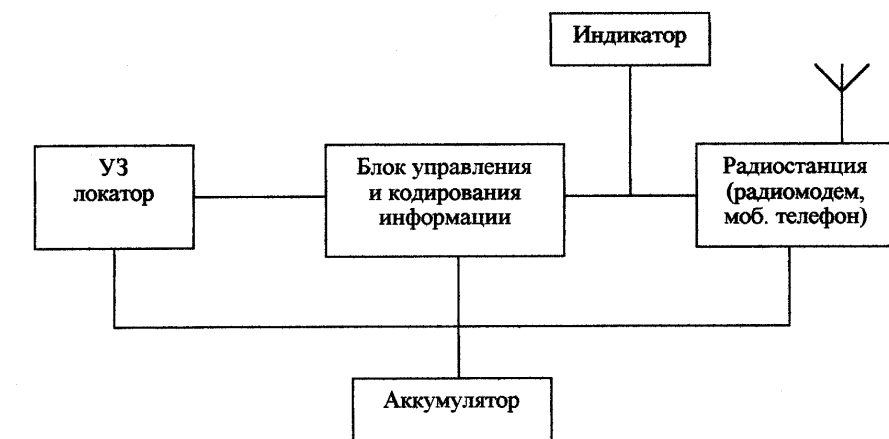 Индикатор
УЗ
локатор
Блок управления
и кодирования
информации
Радиостанция
(радиомодем,
моб. телефон)
Аккумулятор